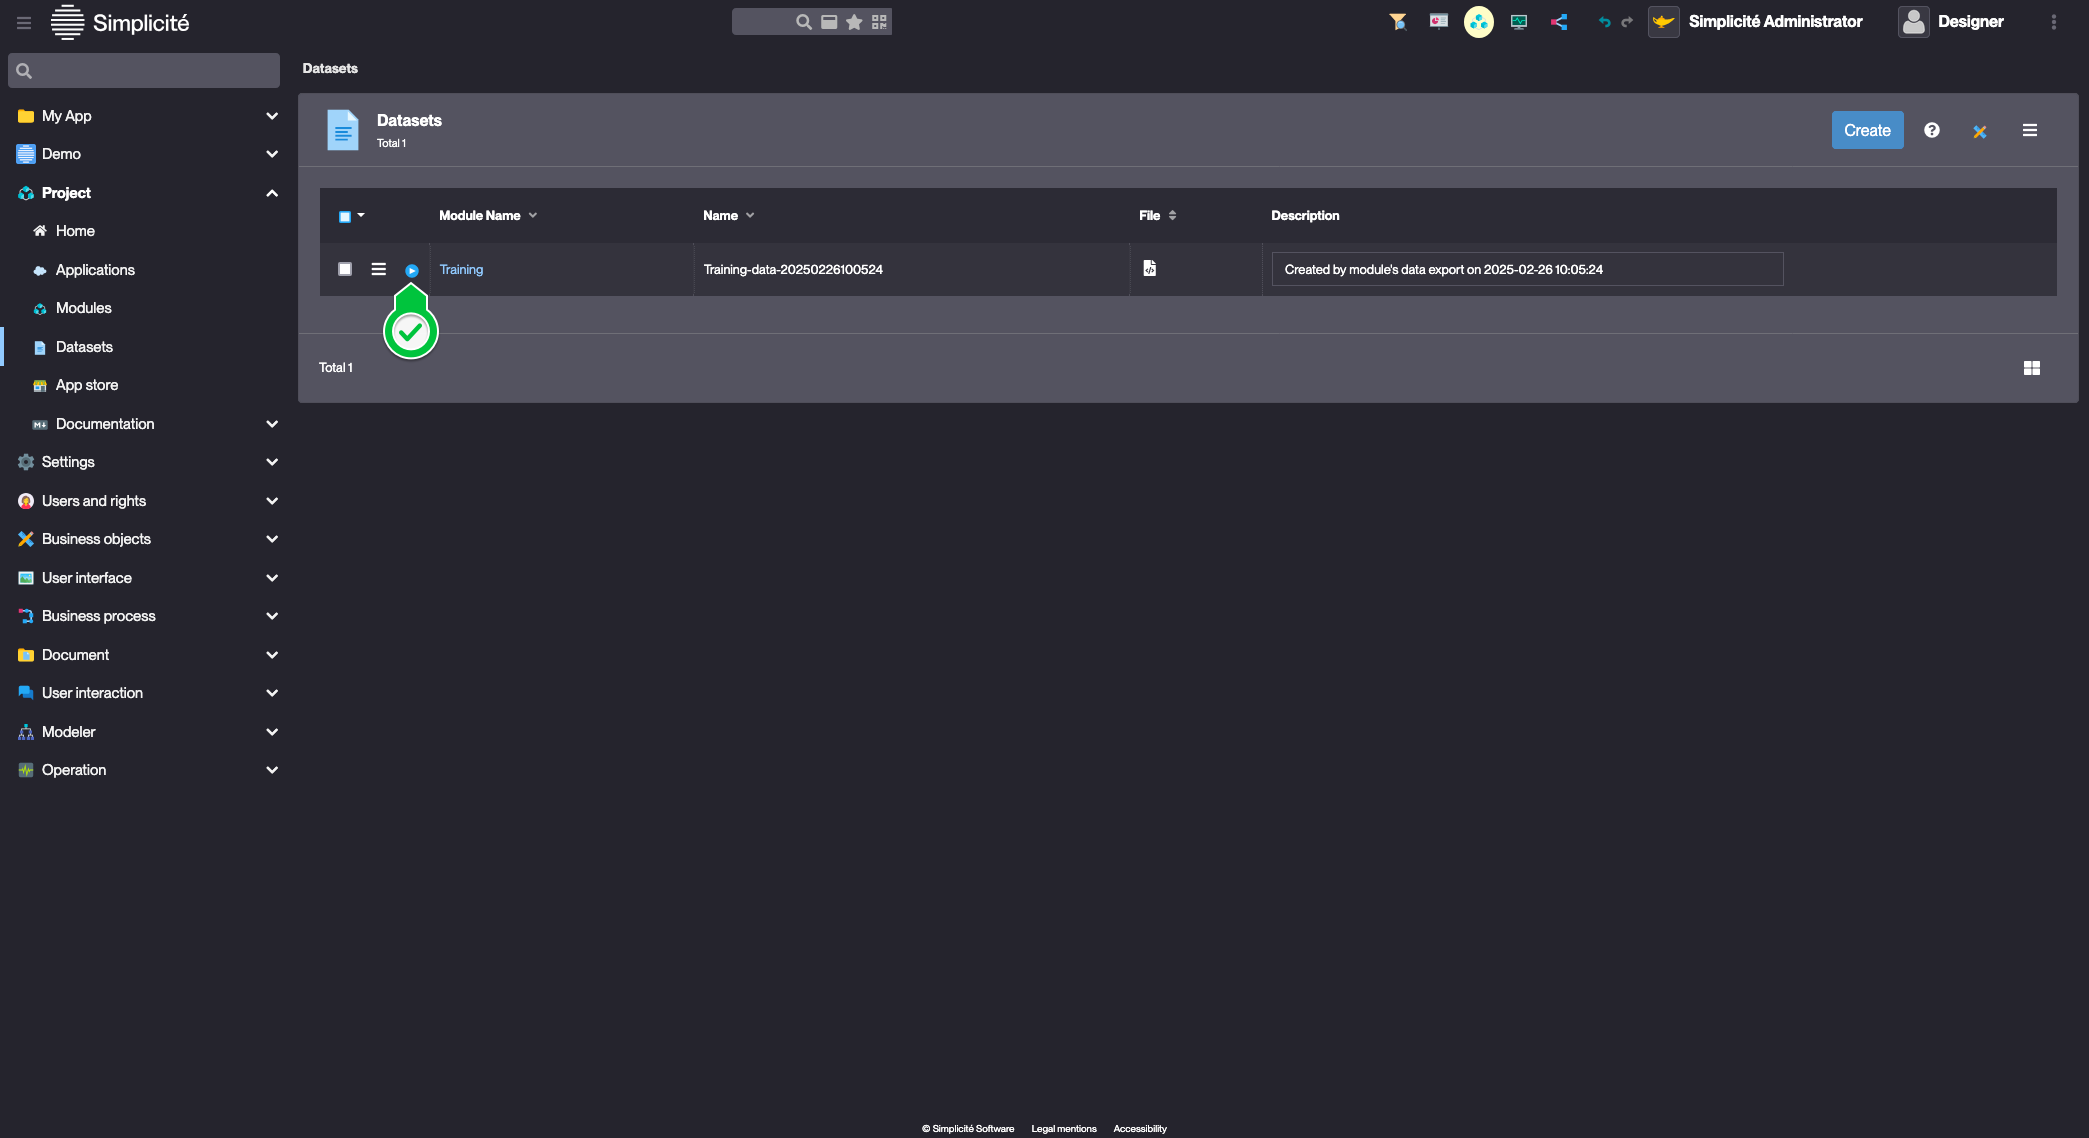 Simplicité
Simplicité Administrator
Designer
Datasets
My App
Demo
Project
Home
Applications
Modules
Datasets
App store
M
Documentation
Settings
Users and rights
Business objects
User interface
Business process
Document
User interaction
Modeler
Operation
Datasets
Total 1
Create
Module Name
Name
File
Description
Training
Training-data-20250226100524
Created by module's data export on 2025-02-26 10:05:24
Total 1
© Simplicité Software
Legal mentions
Accessibility